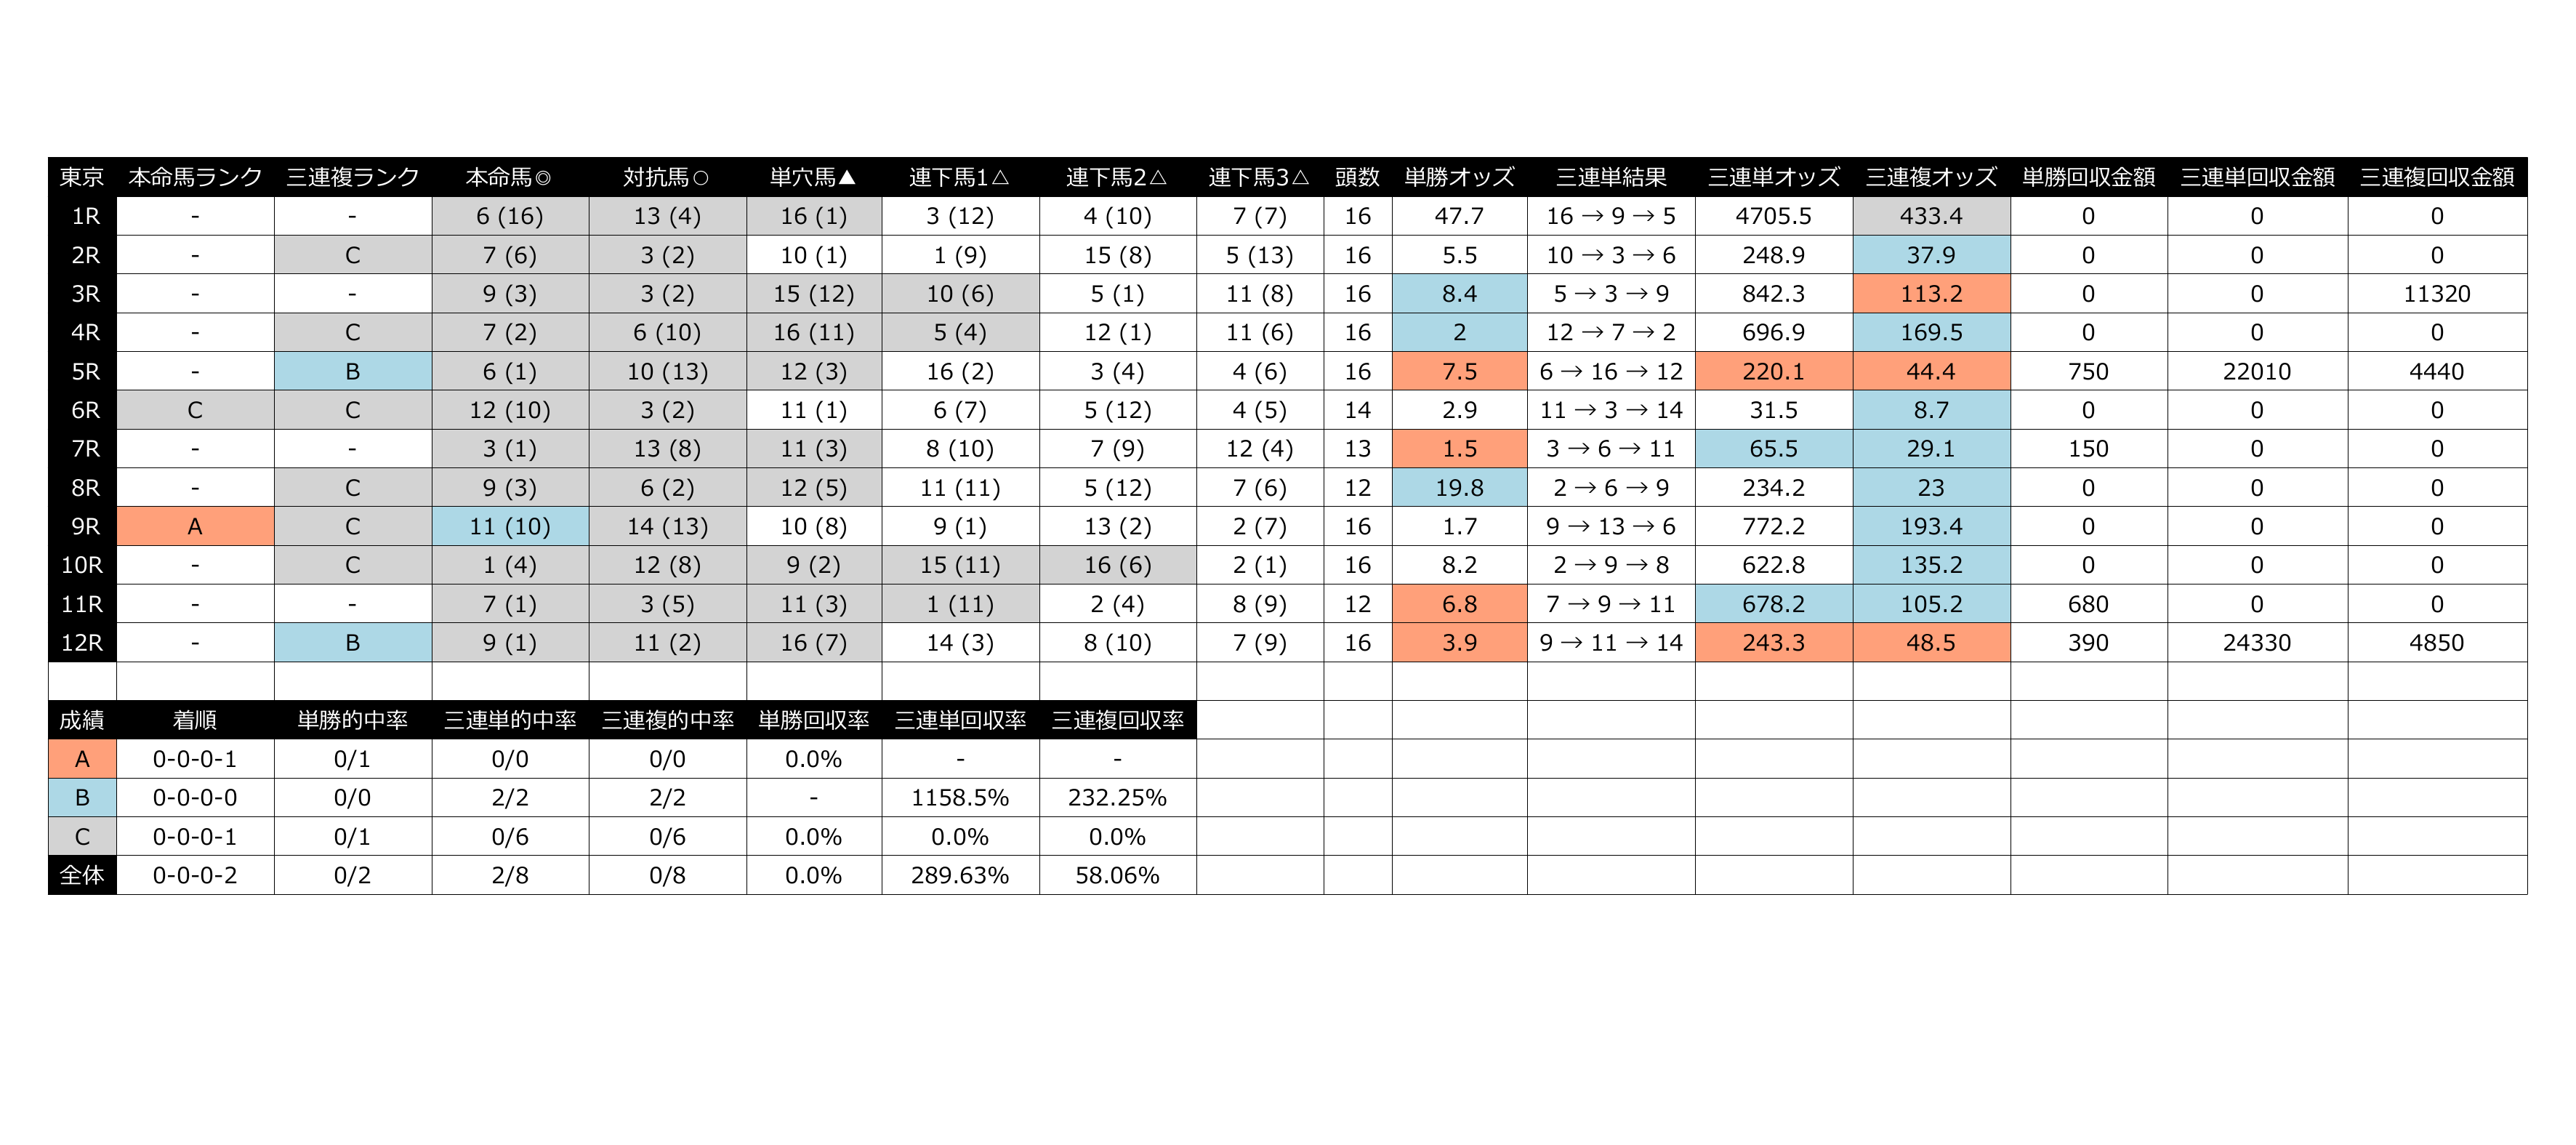 東京 本命馬ランク 三連複ランク 本命馬◎ 対抗馬○ 単穴馬▲ 連下馬1△ 連下馬2△ 連下馬3△ 頭数 単勝オッズ 三連単結果 三連単オッズ 三連複オッズ 単勝回収金額 三連単回収金額 三連複回収金額
1R - - 6 (16) 13 (4) 16 (1) 3 (12) 4 (10) 7 (7) 16 47.7 16 → 9 → 5 4705.5 433.4 0 0 0
2R - C 7 (6) 3 (2) 10 (1) 1 (9) 15 (8) 5 (13) 16 5.5 10 → 3 → 6 248.9 37.9 0 0 0
3R - - 9 (3) 3 (2) 15 (12) 10 (6) 5 (1) 11 (8) 16 8.4 5 → 3 → 9 842.3 113.2 0 0 11320
4R - C 7 (2) 6 (10) 16 (11) 5 (4) 12 (1) 11 (6) 16 2 12 → 7 → 2 696.9 169.5 0 0 0
5R - B 6 (1) 10 (13) 12 (3) 16 (2) 3 (4) 4 (6) 16 7.5 6 → 16 → 12 220.1 44.4 750 22010 4440
6R C C 12 (10) 3 (2) 11 (1) 6 (7) 5 (12) 4 (5) 14 2.9 11 → 3 → 14 31.5 8.7 0 0 0
7R - - 3 (1) 13 (8) 11 (3) 8 (10) 7 (9) 12 (4) 13 1.5 3 → 6 → 11 65.5 29.1 150 0 0
8R - C 9 (3) 6 (2) 12 (5) 11 (11) 5 (12) 7 (6) 12 19.8 2 → 6 → 9 234.2 23 0 0 0
9R A C 11 (10) 14 (13) 10 (8) 9 (1) 13 (2) 2 (7) 16 1.7 9 → 13 → 6 772.2 193.4 0 0 0
10R - C 1 (4) 12 (8) 9 (2) 15 (11) 16 (6) 2 (1) 16 8.2 2 → 9 → 8 622.8 135.2 0 0 0
11R - - 7 (1) 3 (5) 11 (3) 1 (11) 2 (4) 8 (9) 12 6.8 7 → 9 → 11 678.2 105.2 680 0 0
12R - B 9 (1) 11 (2) 16 (7) 14 (3) 8 (10) 7 (9) 16 3.9 9 → 11 → 14 243.3 48.5 390 24330 4850
成績 着順 単勝的中率 三連単的中率 三連複的中率 単勝回収率 三連単回収率 三連複回収率
A 0-0-0-1 0/1 0/0 0/0 0.0% - -
B 0-0-0-0 0/0 2/2 2/2 - 1158.5% 232.25%
C 0-0-0-1 0/1 0/6 0/6 0.0% 0.0% 0.0%
全体 0-0-0-2 0/2 2/8 0/8 0.0% 289.63% 58.06%